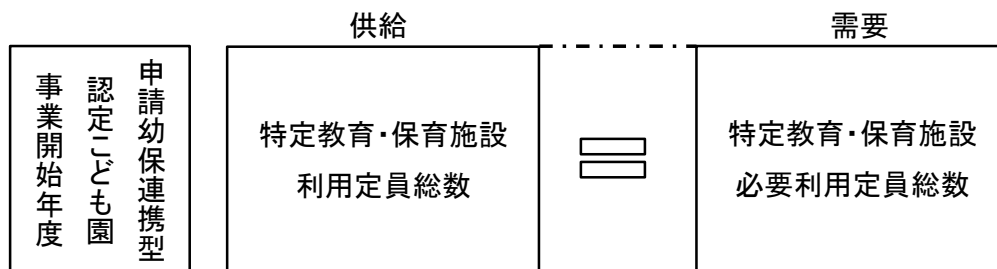 供給
需要
申請幼保連携型
認定こども園
事業開始年度
特定教育・保育施設
利用定員総数
＝
特定教育・保育施設
必要利用定員総数